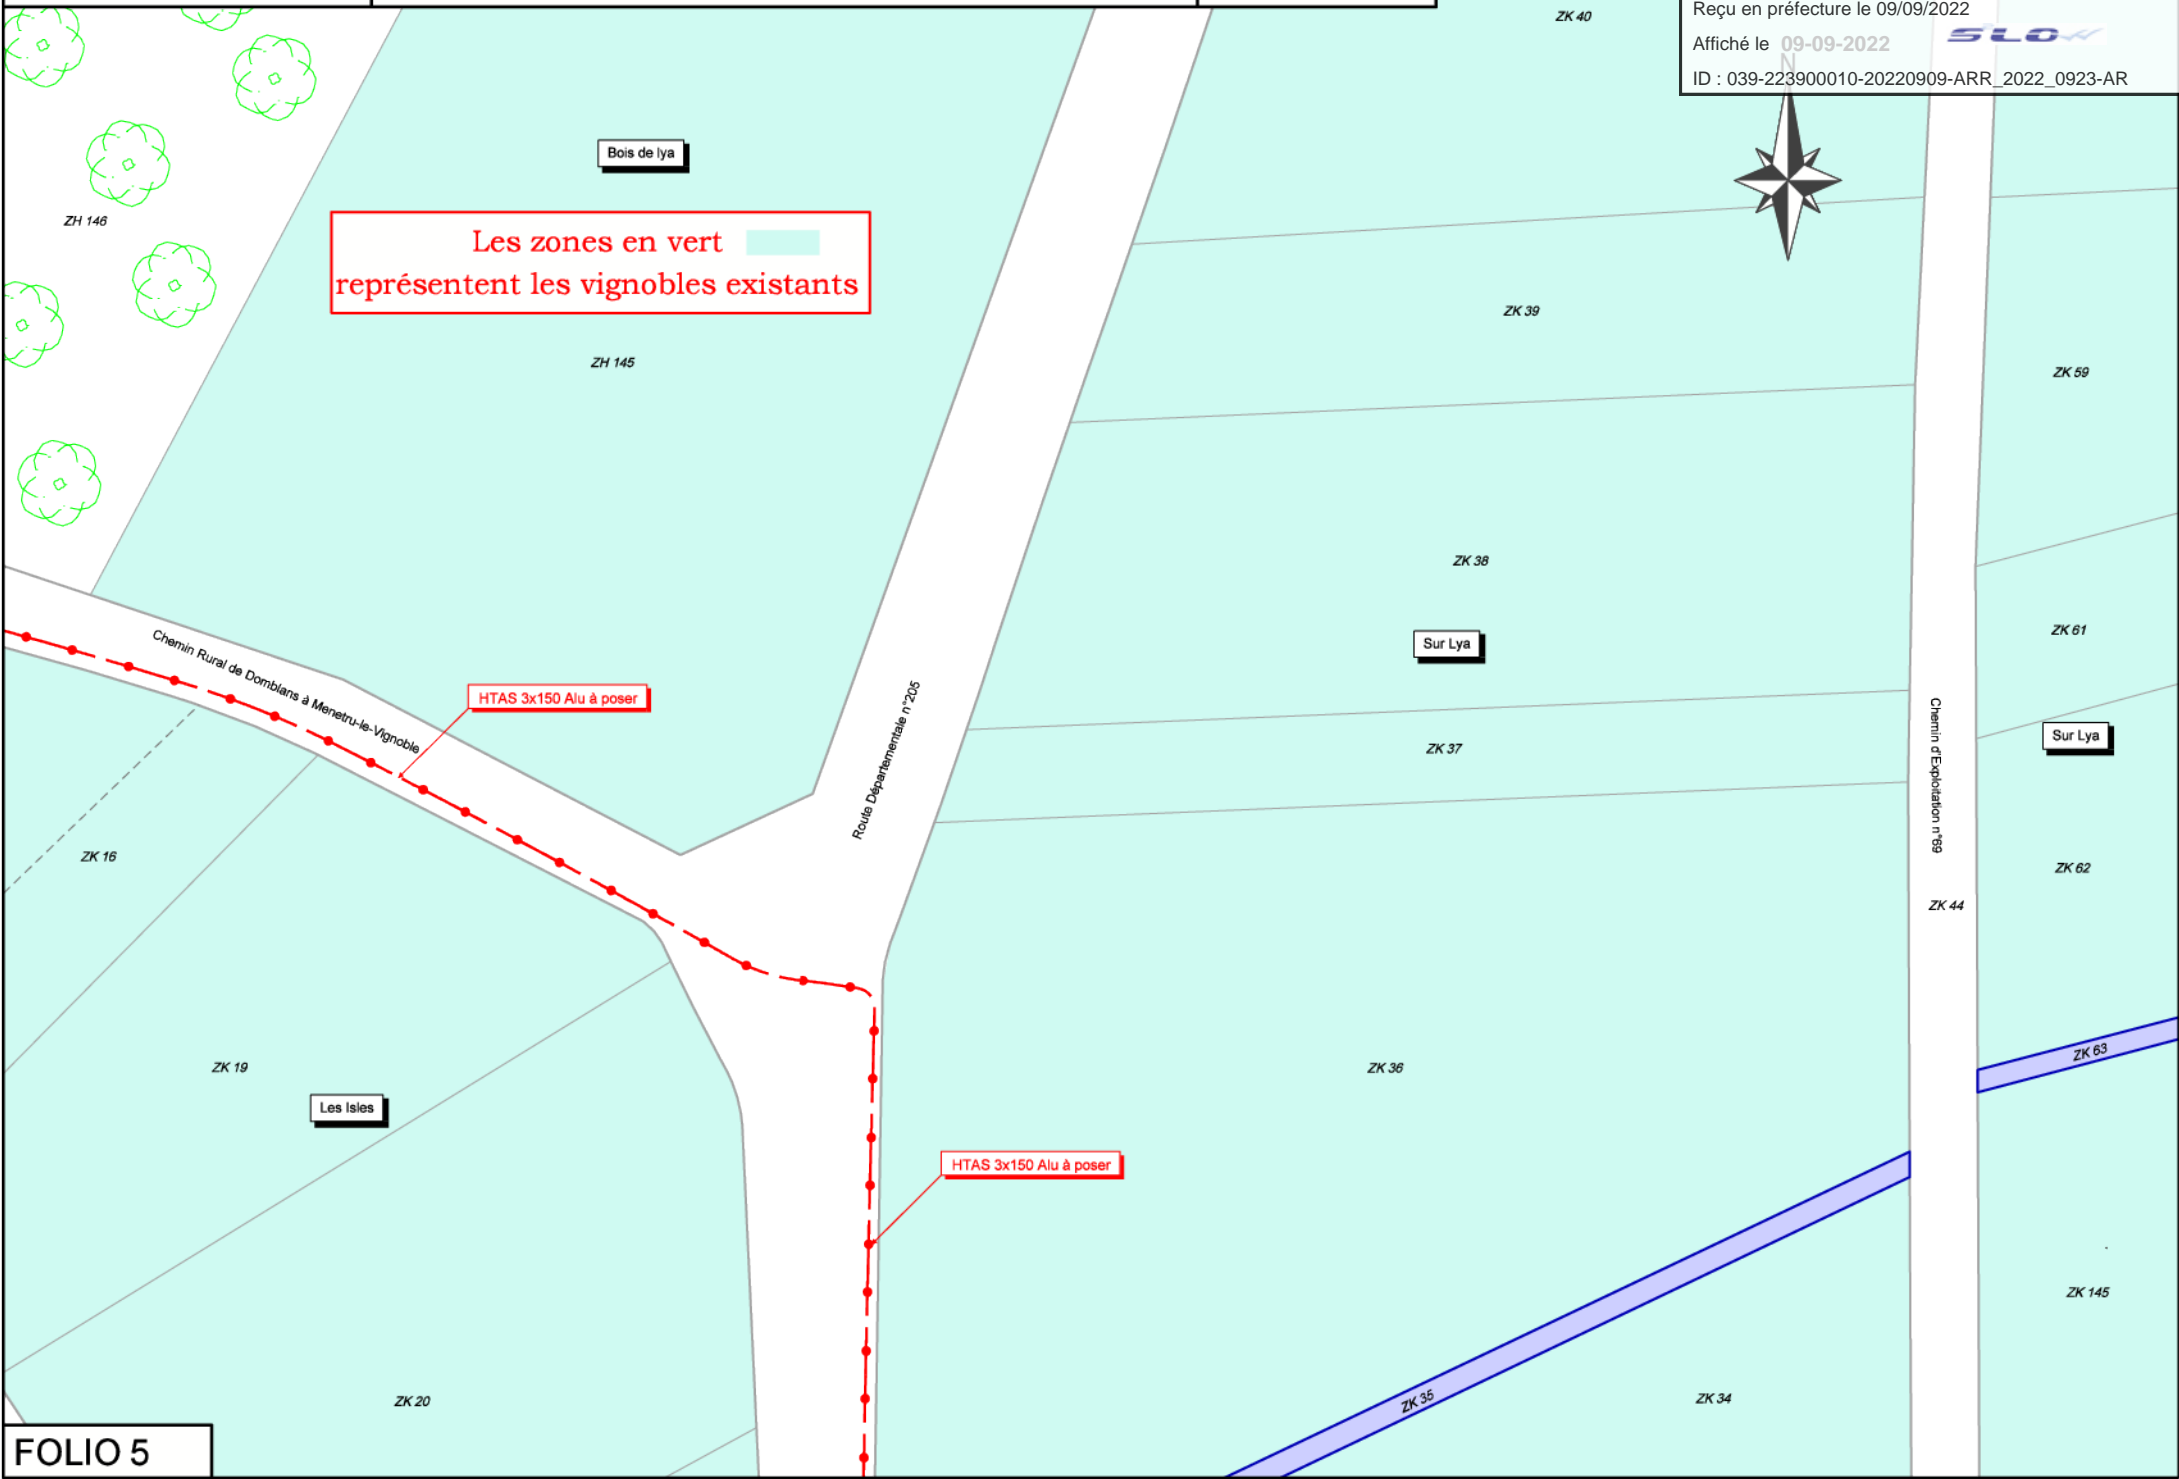 ZK 40
Reçu en préfecture le 09/09/2022
Affiché le 09-09-2022
S²LOW
ID : 039-223900010-20220909-ARR_2022_0923-AR
N
Bois de lya
ZH 146
Les zones en vert
représentent les vignobles existants
ZK 39
ZH 145
ZK 59
ZK 38
ZK 61
Sur Lya
Chemin Rural de Domblans à Menetru-le-Vignoble
HTAS 3x150 Alu à poser
Route Départementale n°205
Chemin d'Exploitation n°69
Sur Lya
ZK 37
ZK 16
ZK 62
ZK 44
ZK 63
ZK 19
ZK 36
Les Isles
HTAS 3x150 Alu à poser
ZK 145
ZK 35
ZK 34
ZK 20
FOLIO 5